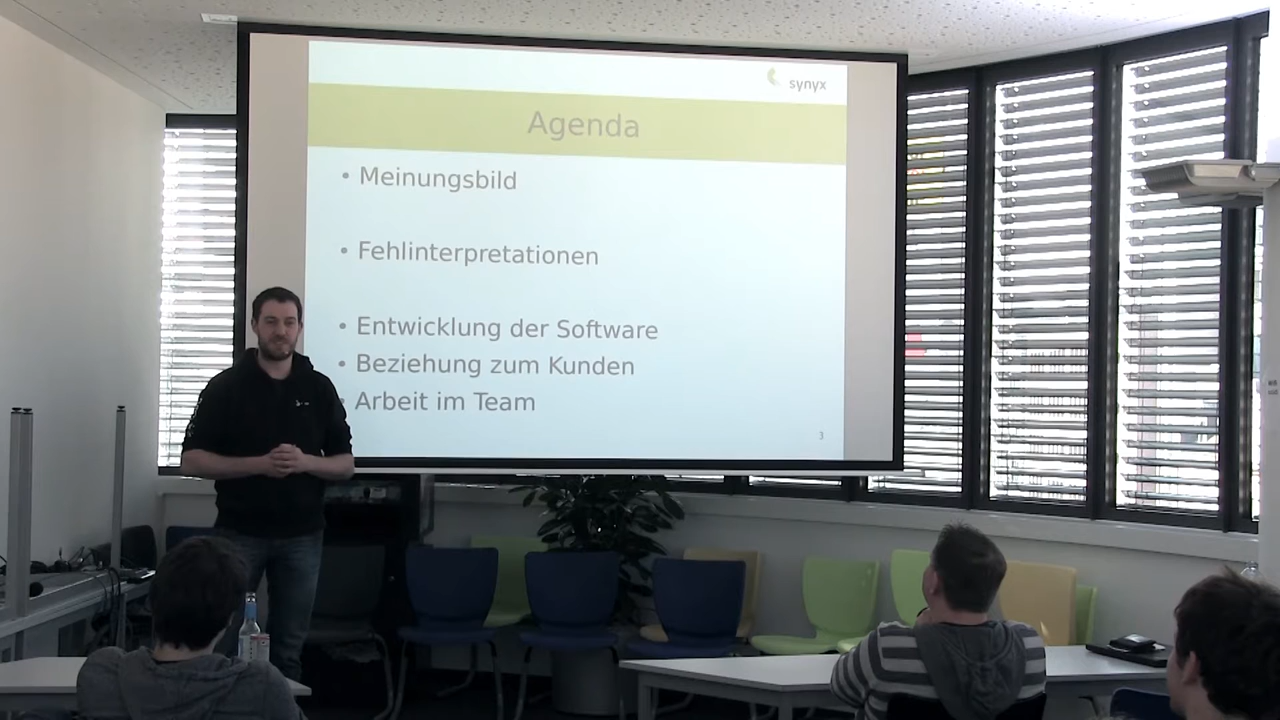 synyx
Agenda
• Meinungsbild
• Fehlinterpretationen
• Entwicklung der Software
• Beziehung zum Kunden
• Arbeit im Team
3